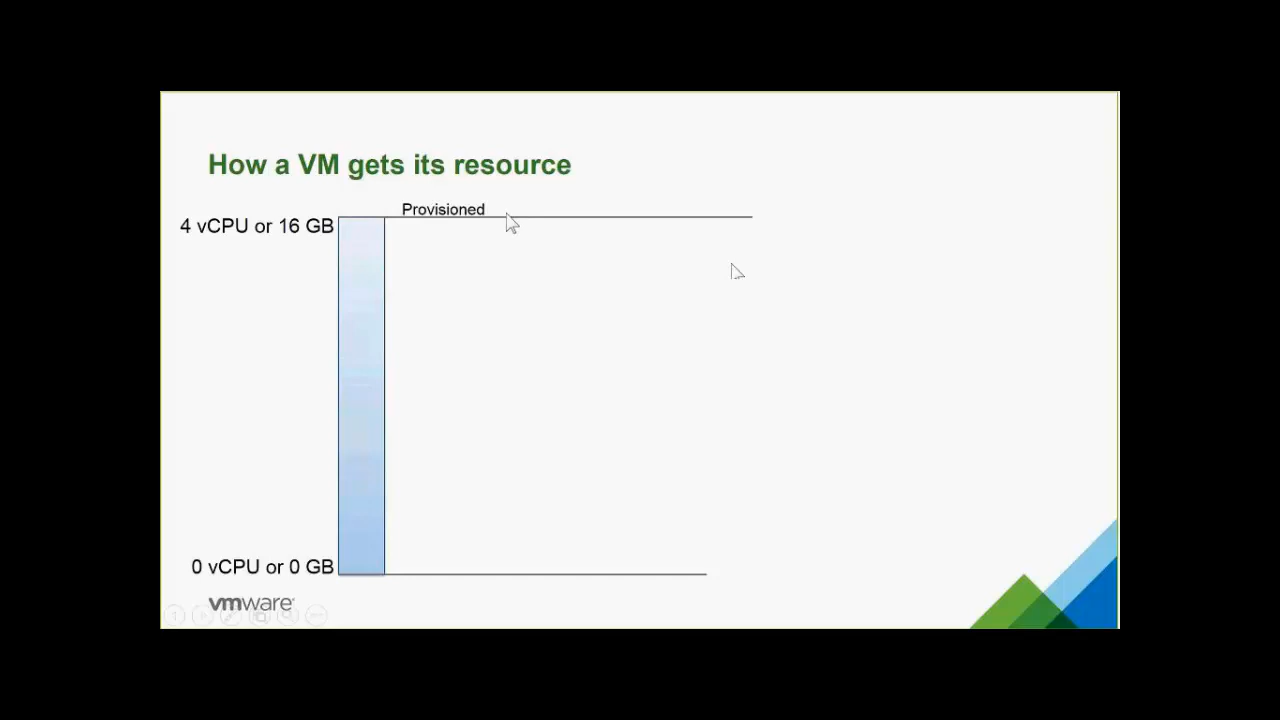 How a VM gets its resource
Provisioned
4 vCPU or 16 GB
0 vCPU or 0 GB
vmware